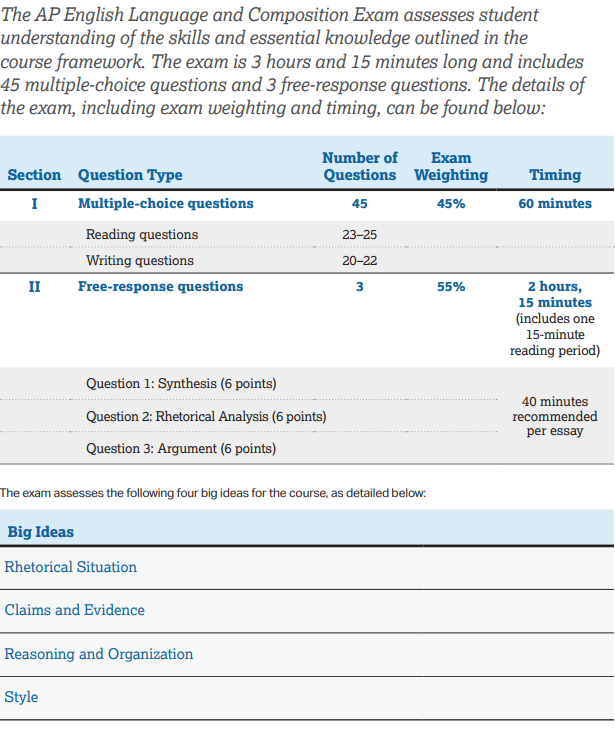 The AP English Language and Composition Exam assesses student
understanding of the skills and essential knowledge outlined in the
course framework. The exam is 3 hours and 15 minutes long and includes
45 multiple-choice questions and 3 free-response questions. The details of
the exam, including exam weighting and timing, can be found below:
Section Question Type Number of Questions Exam Weighting Timing
I Multiple-choice questions 45 45% 60 minutes
Reading questions 23–25
Writing questions 20–22
II Free-response questions 3 55% 2 hours,
15 minutes
(includes one
15-minute
reading period)
Question 1: Synthesis (6 points)
Question 2: Rhetorical Analysis (6 points)
Question 3: Argument (6 points)
40 minutes
recommended
per essay
The exam assesses the following four big ideas for the course, as detailed below:
Big Ideas
Rhetorical Situation
Claims and Evidence
Reasoning and Organization
Style